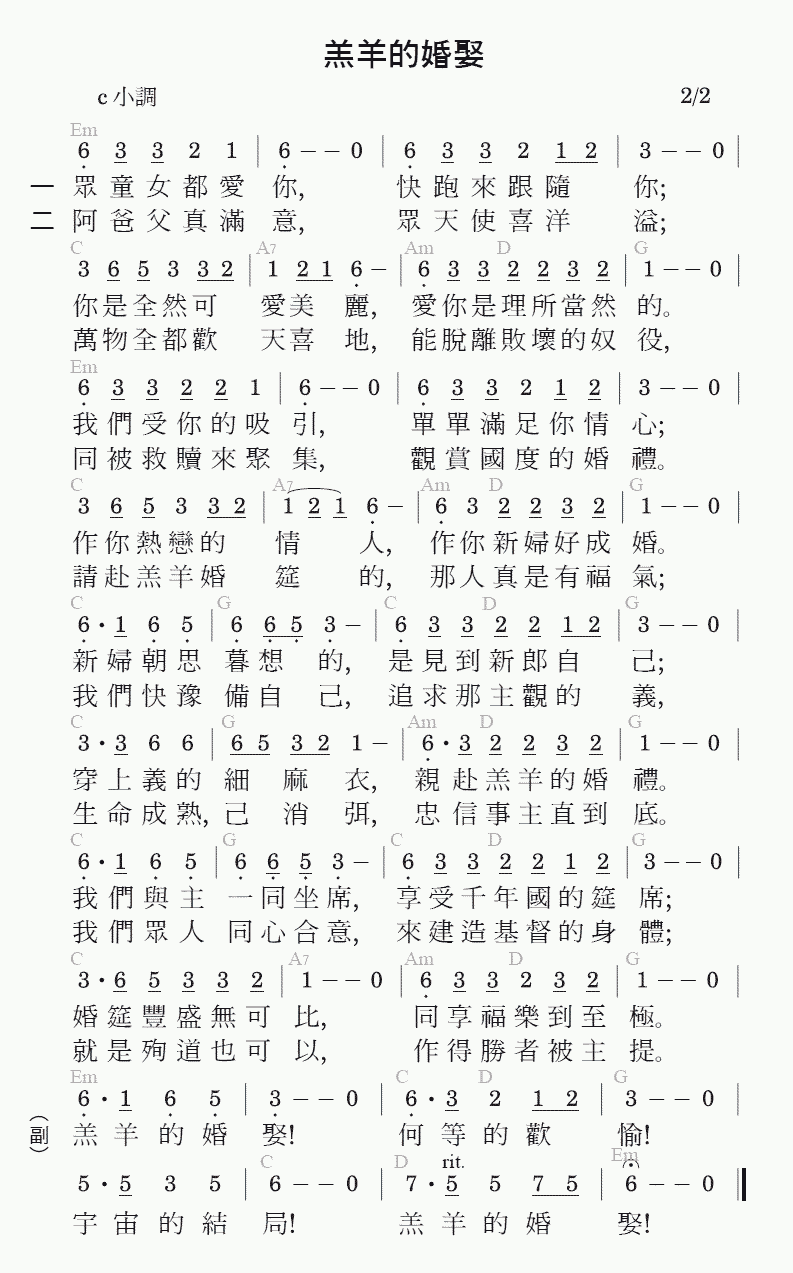 羔羊的婚娶
c 小調 2/2
Em
6 3 3 2 1 | 6 – – 0 | 6 3 3 2 1 2 | 3 – – 0 |
一 眾童女都愛 你, 快跑來跟隨 你;
二 阿爸父真滿 意, 眾天使喜洋 溢;
C A7 Am D G
3 6 5 3 3 2 | 1 2 1 6 – | 6 3 3 2 2 3 2 | 1 – – 0 |
你是全然可 愛美 麗, 愛你是理所當然 的。
萬物全都歡 天喜 地, 能脫離敗壞的奴 役,
Em
6 3 3 2 2 1 | 6 – – 0 | 6 3 3 2 1 2 | 3 – – 0 |
我們受你的吸 引, 單單滿足你情 心;
同被救贖來聚 集, 觀賞國度的婚 禮。
C A7 Am D G
3 6 5 3 3 2 | 1 2 1 6 – | 6 3 2 2 3 2 | 1 – – 0 |
作你熱戀的 情 人, 作你新婦好成 婚。
請赴羔羊婚 筵 的, 那人真是有福 氣;
C G C D G
6 · 1 6 5 | 6 6 5 3 – | 6 3 3 2 2 1 2 | 3 – – 0 |
新婦朝思 暮想 的, 是見到新郎自 己;
我們快豫 備自 己, 追求那主觀的 義,
C G Am D G
3 · 3 6 6 | 6 5 3 2 1 – | 6 · 3 2 2 3 2 | 1 – – 0 |
穿上義的 細 麻 衣, 親赴羔羊的婚 禮。
生命成熟, 己 消 弭, 忠信事主直到 底。
C G C D G
6 · 1 6 5 | 6 6 5 3 – | 6 3 3 2 2 1 2 | 3 – – 0 |
我們與主 一同坐席, 享受千年國的筵 席;
我們眾人 同心合意, 來建造基督的身 體;
C A7 Am D G
3 · 6 5 3 3 2 | 1 – – 0 | 6 3 3 2 3 2 | 1 – – 0 |
婚筵豐盛無可 比, 同享福樂到至 極。
就是殉道也可 以, 作得勝者被主 提。
Em C D G
6 · 1 6 5 | 3 – – 0 | 6 · 3 2 1 2 | 3 – – 0 |
(副) 羔羊的婚 娶! 何等的歡 愉!
C D rit. Em
5 · 5 3 5 | 6 – – 0 | 7 · 5 5 7 5 | 6 – – 0 ‖
宇宙的結 局! 羔羊的婚 娶!